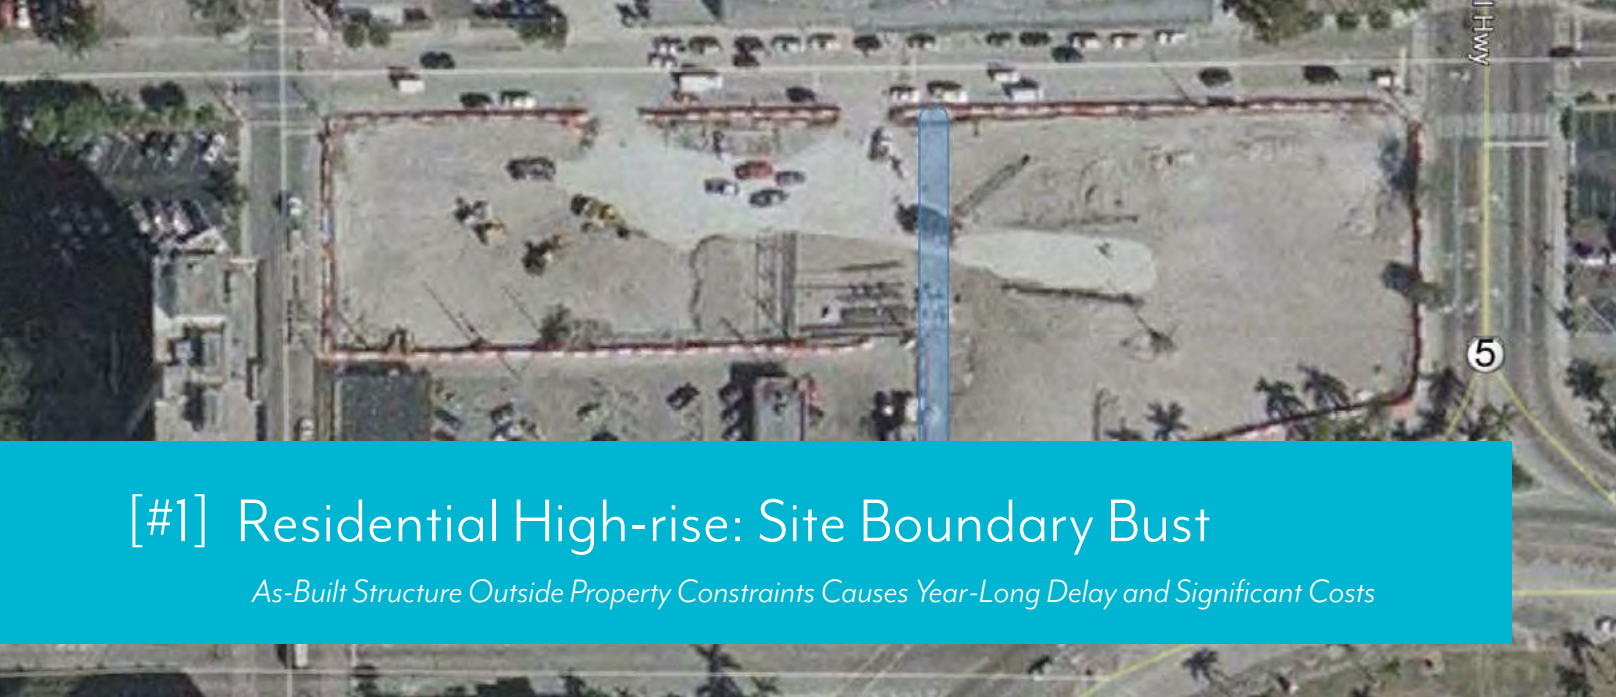 l Hwy
5
[#1] Residential High-rise: Site Boundary Bust
As-Built Structure Outside Property Constraints Causes Year-Long Delay and Significant Costs